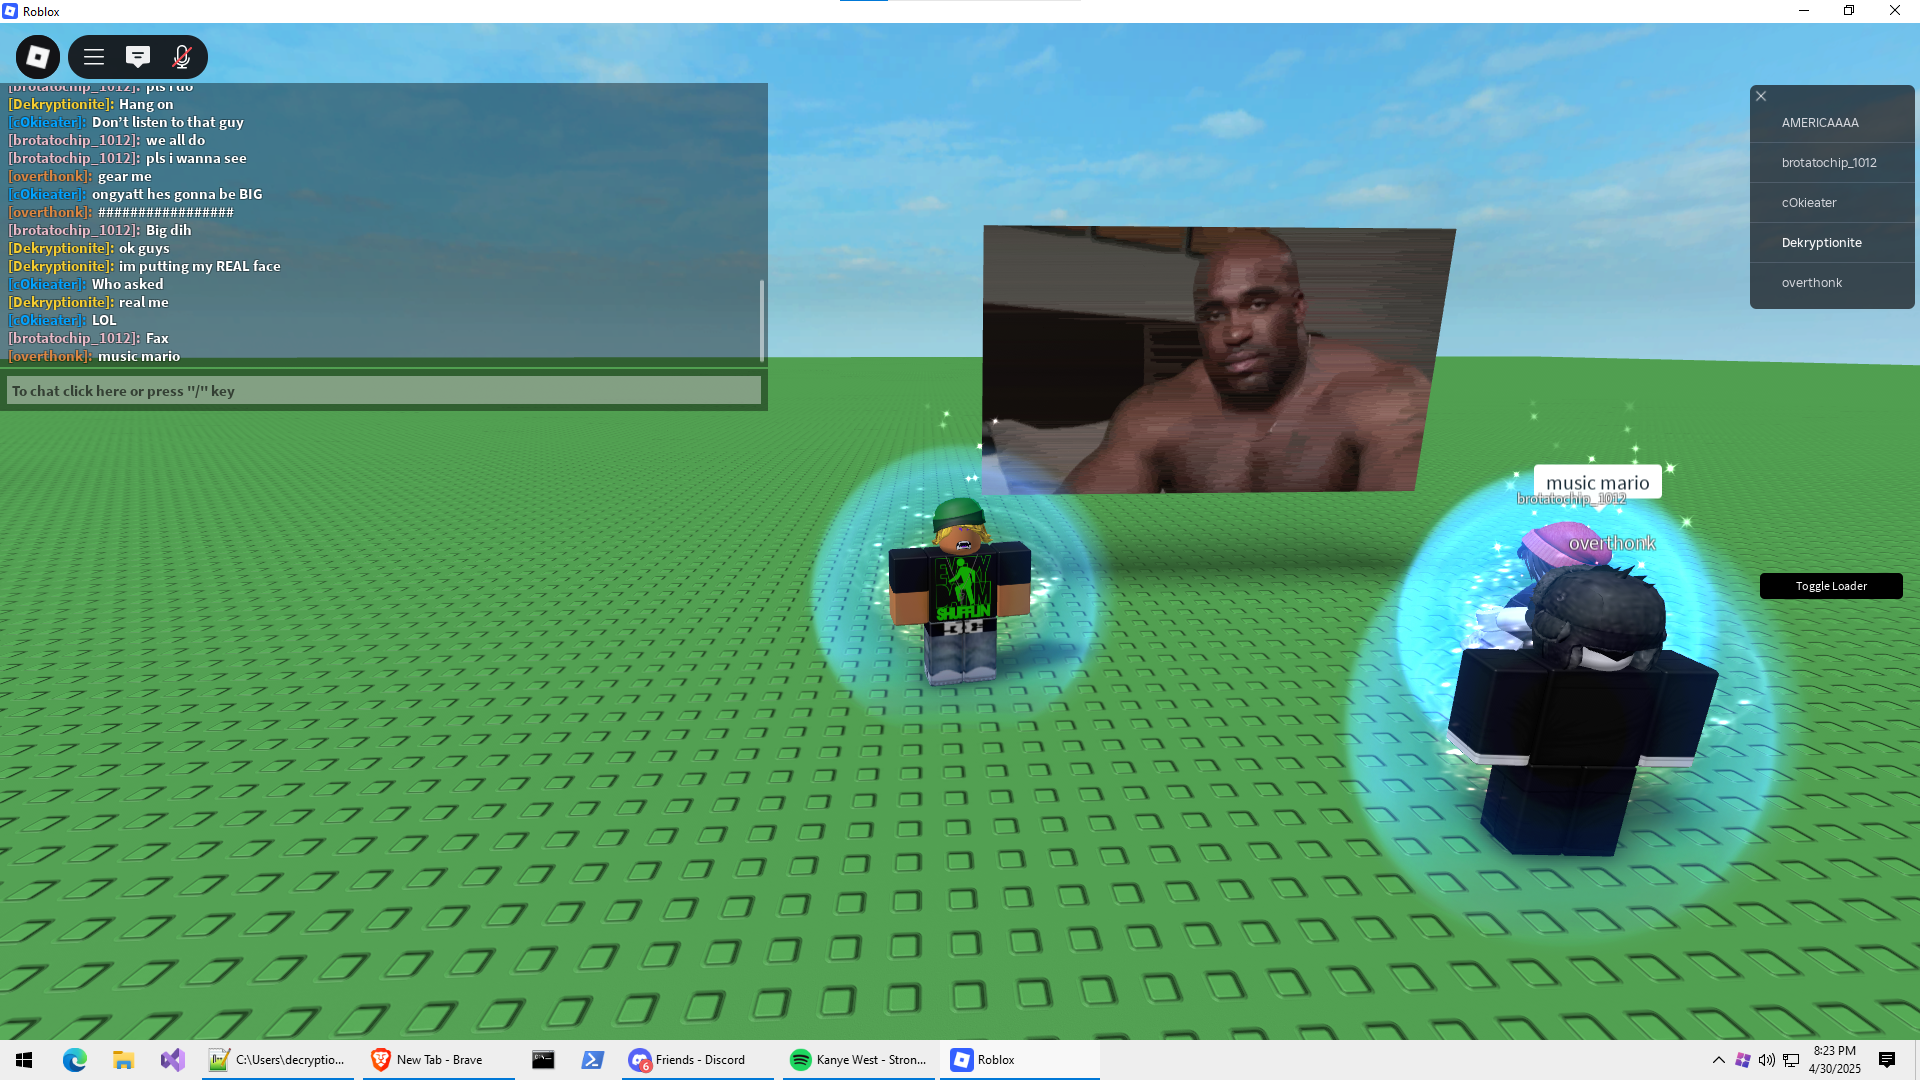 Roblox
[brotatochip_1012]: pls i do
[Dekryptionite]: Hang on
[cOkieater]: Don't listen to that guy
[brotatochip_1012]: we all do
[brotatochip_1012]: pls i wanna see
[overthonk]: gear me
[cOkieater]: ongyatt hes gonna be BIG
[overthonk]: #################
[brotatochip_1012]: Big dih
[Dekryptionite]: ok guys
[Dekryptionite]: im putting my REAL face
[cOkieater]: Who asked
[Dekryptionite]: real me
[cOkieater]: LOL
[brotatochip_1012]: Fax
[overthonk]: music mario
To chat click here or press "/" key
AMERICAAAA
brotatochip_1012
cOkieater
Dekryptionite
overthonk
music mario
brotatochip_1012
overthonk
SHUFFLIN
Toggle Loader
C:\Users\decryptio...
New Tab - Brave
6
Friends - Discord
Kanye West - Stron...
Roblox
8:23 PM
4/30/2025